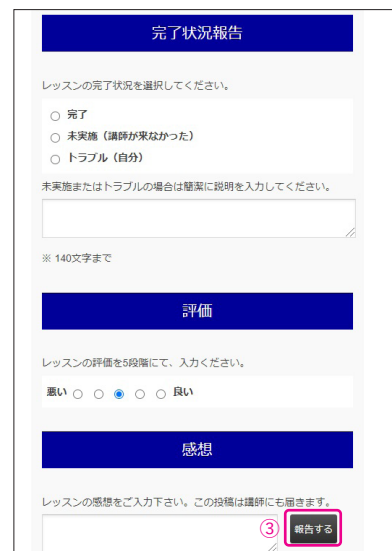 完了状況報告
レッスンの完了状況を選択してください。
完了
未実施（講師が来なかった）
トラブル（自分）
未実施またはトラブルの場合は簡潔に説明を入力してください。
※ 140文字まで
評価
レッスンの評価を5段階にて、入力ください。
悪い 良い
感想
レッスンの感想をご入力下さい。この投稿は講師にも届きます。
③ 報告する